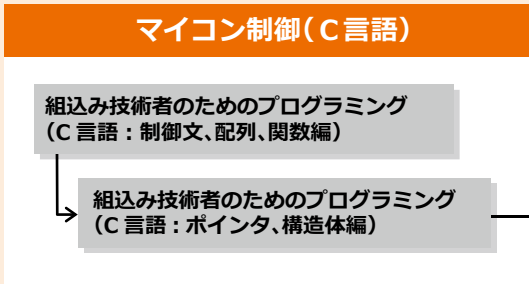 マイコン制御(C言語)
組込み技術者のためのプログラミング
(C 言語：制御文、配列、関数編)
組込み技術者のためのプログラミング
(C 言語：ポインタ、構造体編)